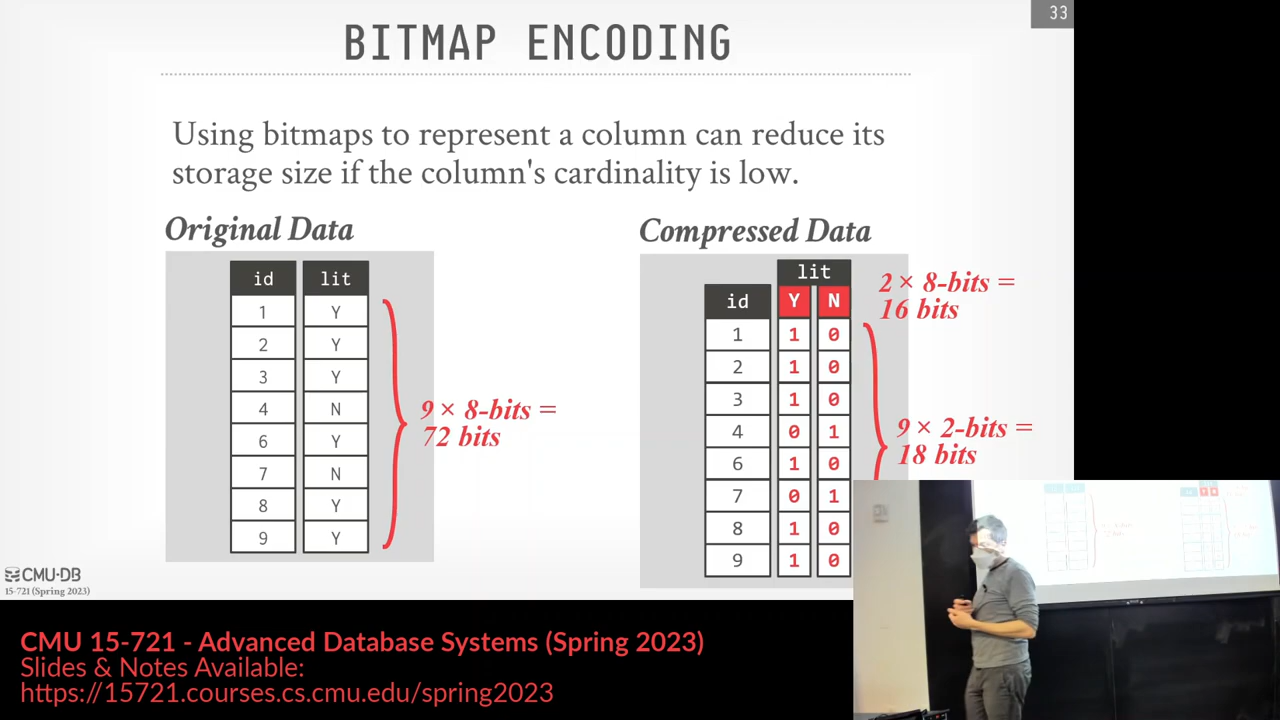 33
BITMAP ENCODING
Using bitmaps to represent a column can reduce its
storage size if the column's cardinality is low.
Original Data
id lit
1 Y
2 Y
3 Y
4 N
6 Y
7 N
8 Y
9 Y
9 × 8-bits =
72 bits
Compressed Data
lit
id Y N
1 1 0
2 1 0
3 1 0
4 0 1
6 1 0
7 0 1
8 1 0
9 1 0
2 × 8-bits =
16 bits
9 × 2-bits =
18 bits
CMU·DB
15-721 (Spring 2023)
CMU 15-721 - Advanced Database Systems (Spring 2023)
Slides & Notes Available:
https://15721.courses.cs.cmu.edu/spring2023